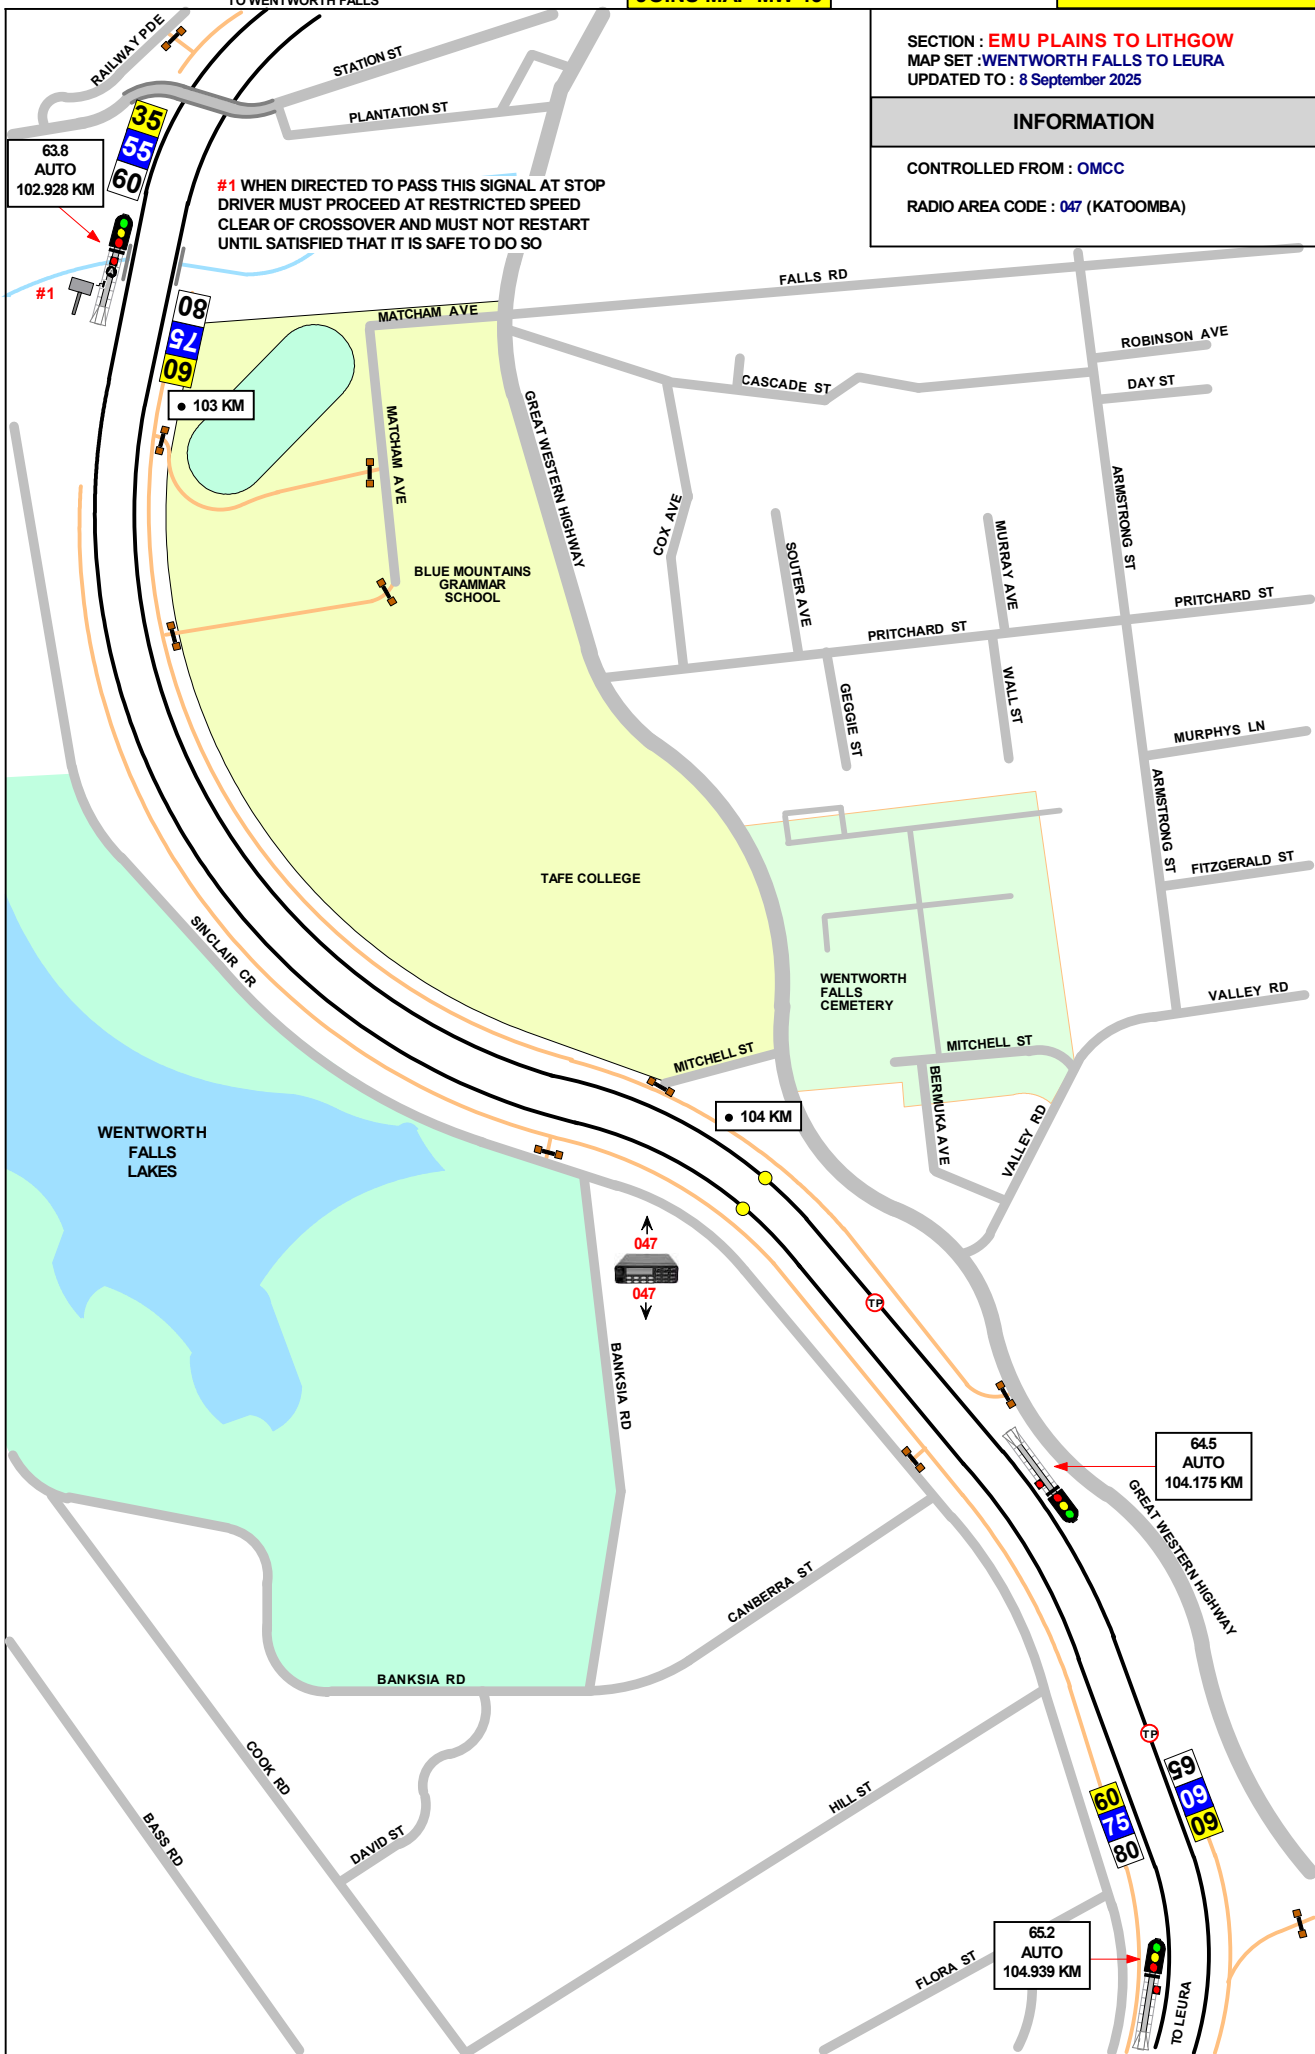 TO WENTWORTH FALLS
SECTION : EMU PLAINS TO LITHGOW
MAP SET :WENTWORTH FALLS TO LEURA
UPDATED TO : 8 September 2025
INFORMATION
CONTROLLED FROM : OMCC
RADIO AREA CODE : 047 (KATOOMBA)
RAILWAY PDE
STATION ST
PLANTATION ST
35
55
60
63.8
AUTO
102.928 KM
#1 WHEN DIRECTED TO PASS THIS SIGNAL AT STOP
DRIVER MUST PROCEED AT RESTRICTED SPEED
CLEAR OF CROSSOVER AND MUST NOT RESTART
UNTIL SATISFIED THAT IT IS SAFE TO DO SO
#1
A
80
75
60
103 KM
FALLS RD
MATCHAM AVE
MATCHAM AVE
ROBINSON AVE
DAY ST
CASCADE ST
GREAT WESTERN HIGHWAY
COX AVE
SOUTER AVE
MURRAY AVE
ARMSTRONG ST
BLUE MOUNTAINS
GRAMMAR
SCHOOL
PRITCHARD ST
PRITCHARD ST
GEGGIE ST
WALL ST
MURPHYS LN
ARMSTRONG ST
FITZGERALD ST
TAFE COLLEGE
SINCLAIR CR
WENTWORTH
FALLS
CEMETERY
VALLEY RD
MITCHELL ST
MITCHELL ST
BERMUKA AVE
VALLEY RD
104 KM
WENTWORTH
FALLS
LAKES
047
047
TP
BANKSIA RD
64.5
AUTO
104.175 KM
GREAT WESTERN HIGHWAY
CANBERRA ST
BANKSIA RD
COOK RD
BASS RD
DAVID ST
HILL ST
TP
65
60
60
60
75
80
65.2
AUTO
104.939 KM
FLORA ST
TO LEURA